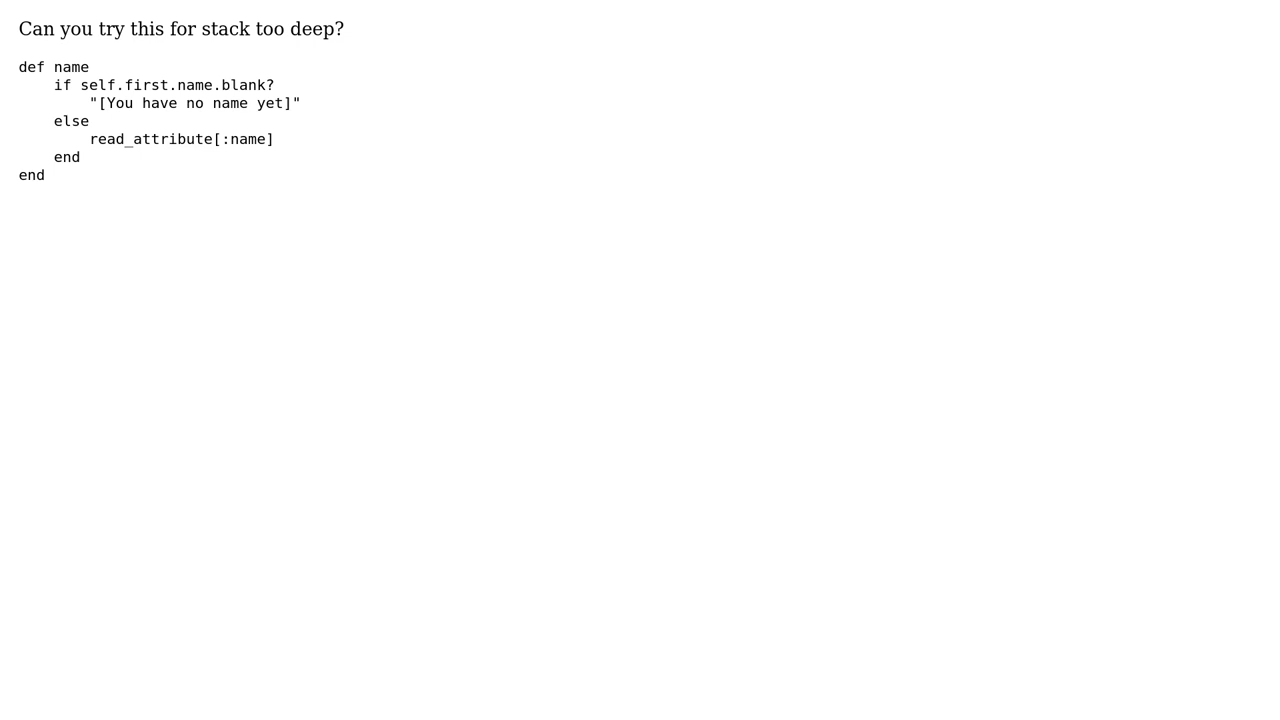 Can you try this for stack too deep?
def name
    if self.first.name.blank?
        "[You have no name yet]"
    else
        read_attribute[:name]
    end
end